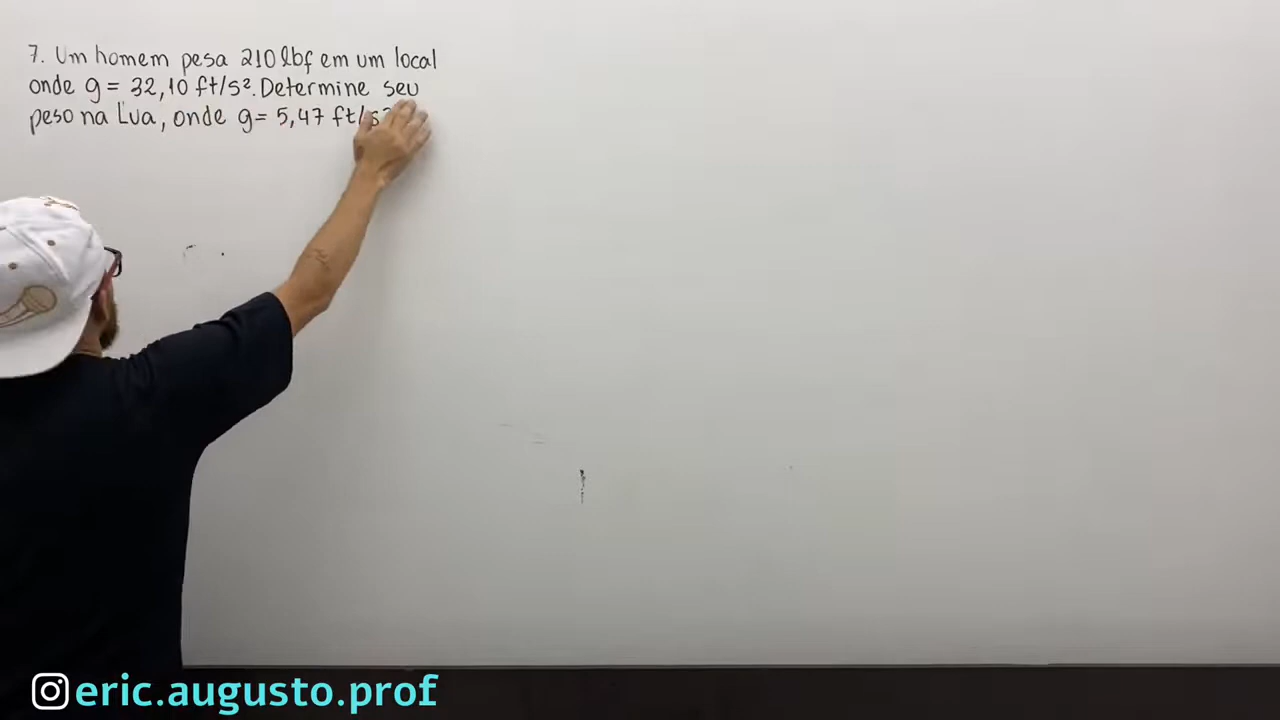 7. Um homem pesa 210 lbf em um local
onde g = 32,10 ft/s². Determine seu
peso na Lua, onde g = 5,47 ft/s²
eric.augusto.prof